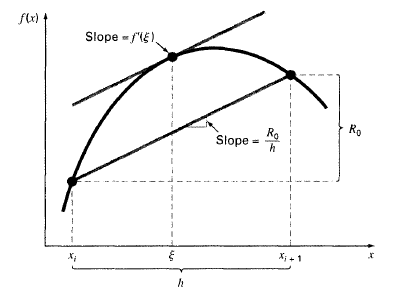 f(x)
Slope = f'(ξ)
Slope = R₀/h
R₀
xᵢ
ξ
xᵢ₊₁
x
h